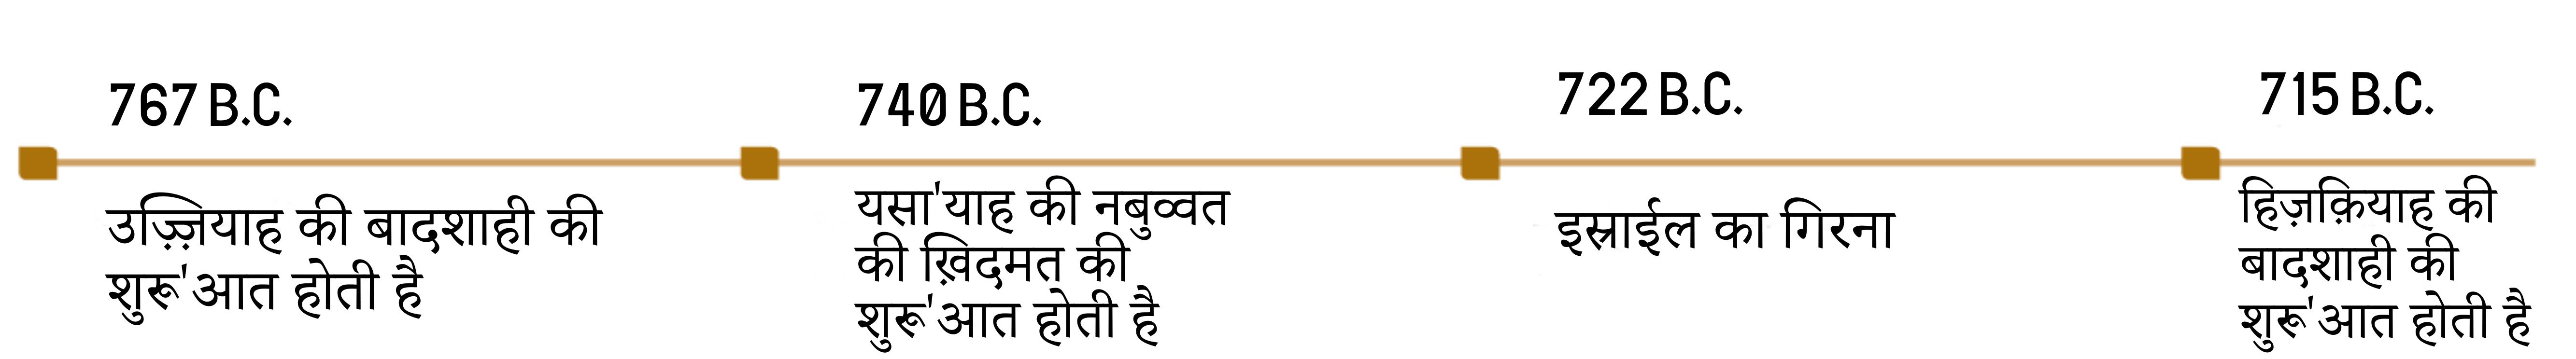 767 B.C.
उज़्ज़ियाह की बादशाही की
शुरू'आत होती है
740 B.C.
यसा'याह की नबुव्वत
की ख़िदमत की
शुरू'आत होती है
722 B.C.
इस्राईल का गिरना
715 B.C.
हिज़क़ियाह की
बादशाही की
शुरू'आत होती है